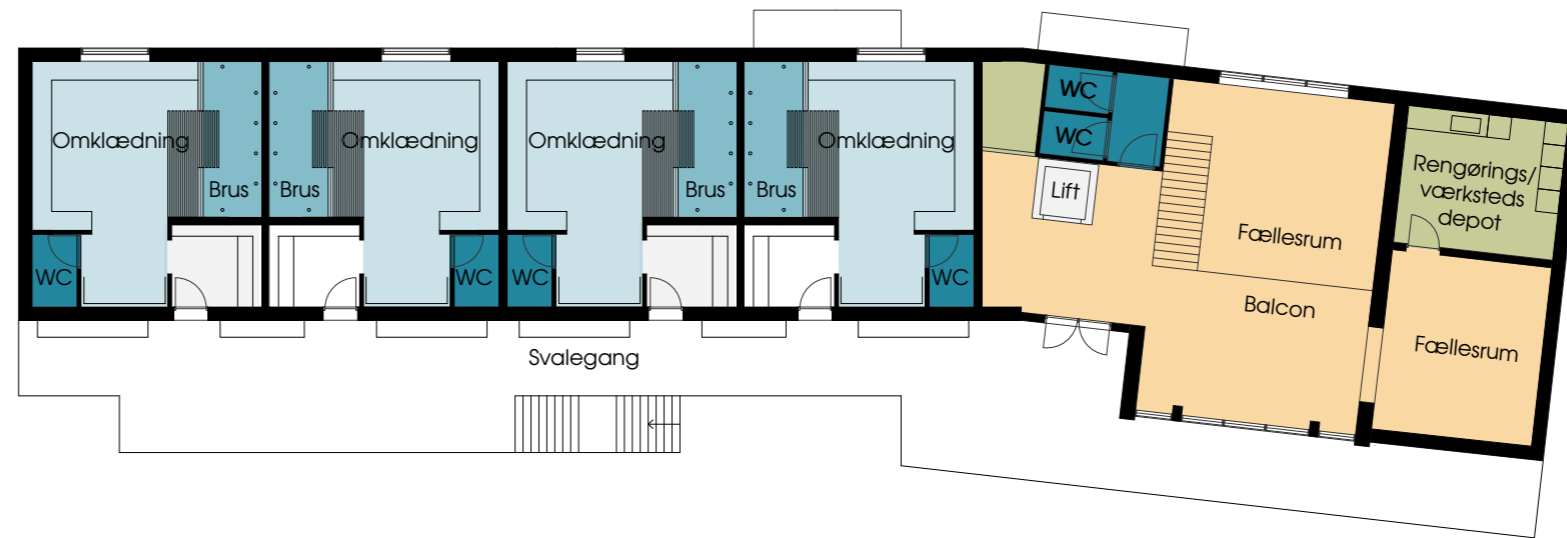 WC
WC
Omklædning
Omklædning
Omklædning
Omklædning
Brus
Brus
Brus
Brus
Lift
Rengørings/
værksteds
depot
Fællesrum
WC
WC
WC
WC
Balcon
Fællesrum
Svalegang